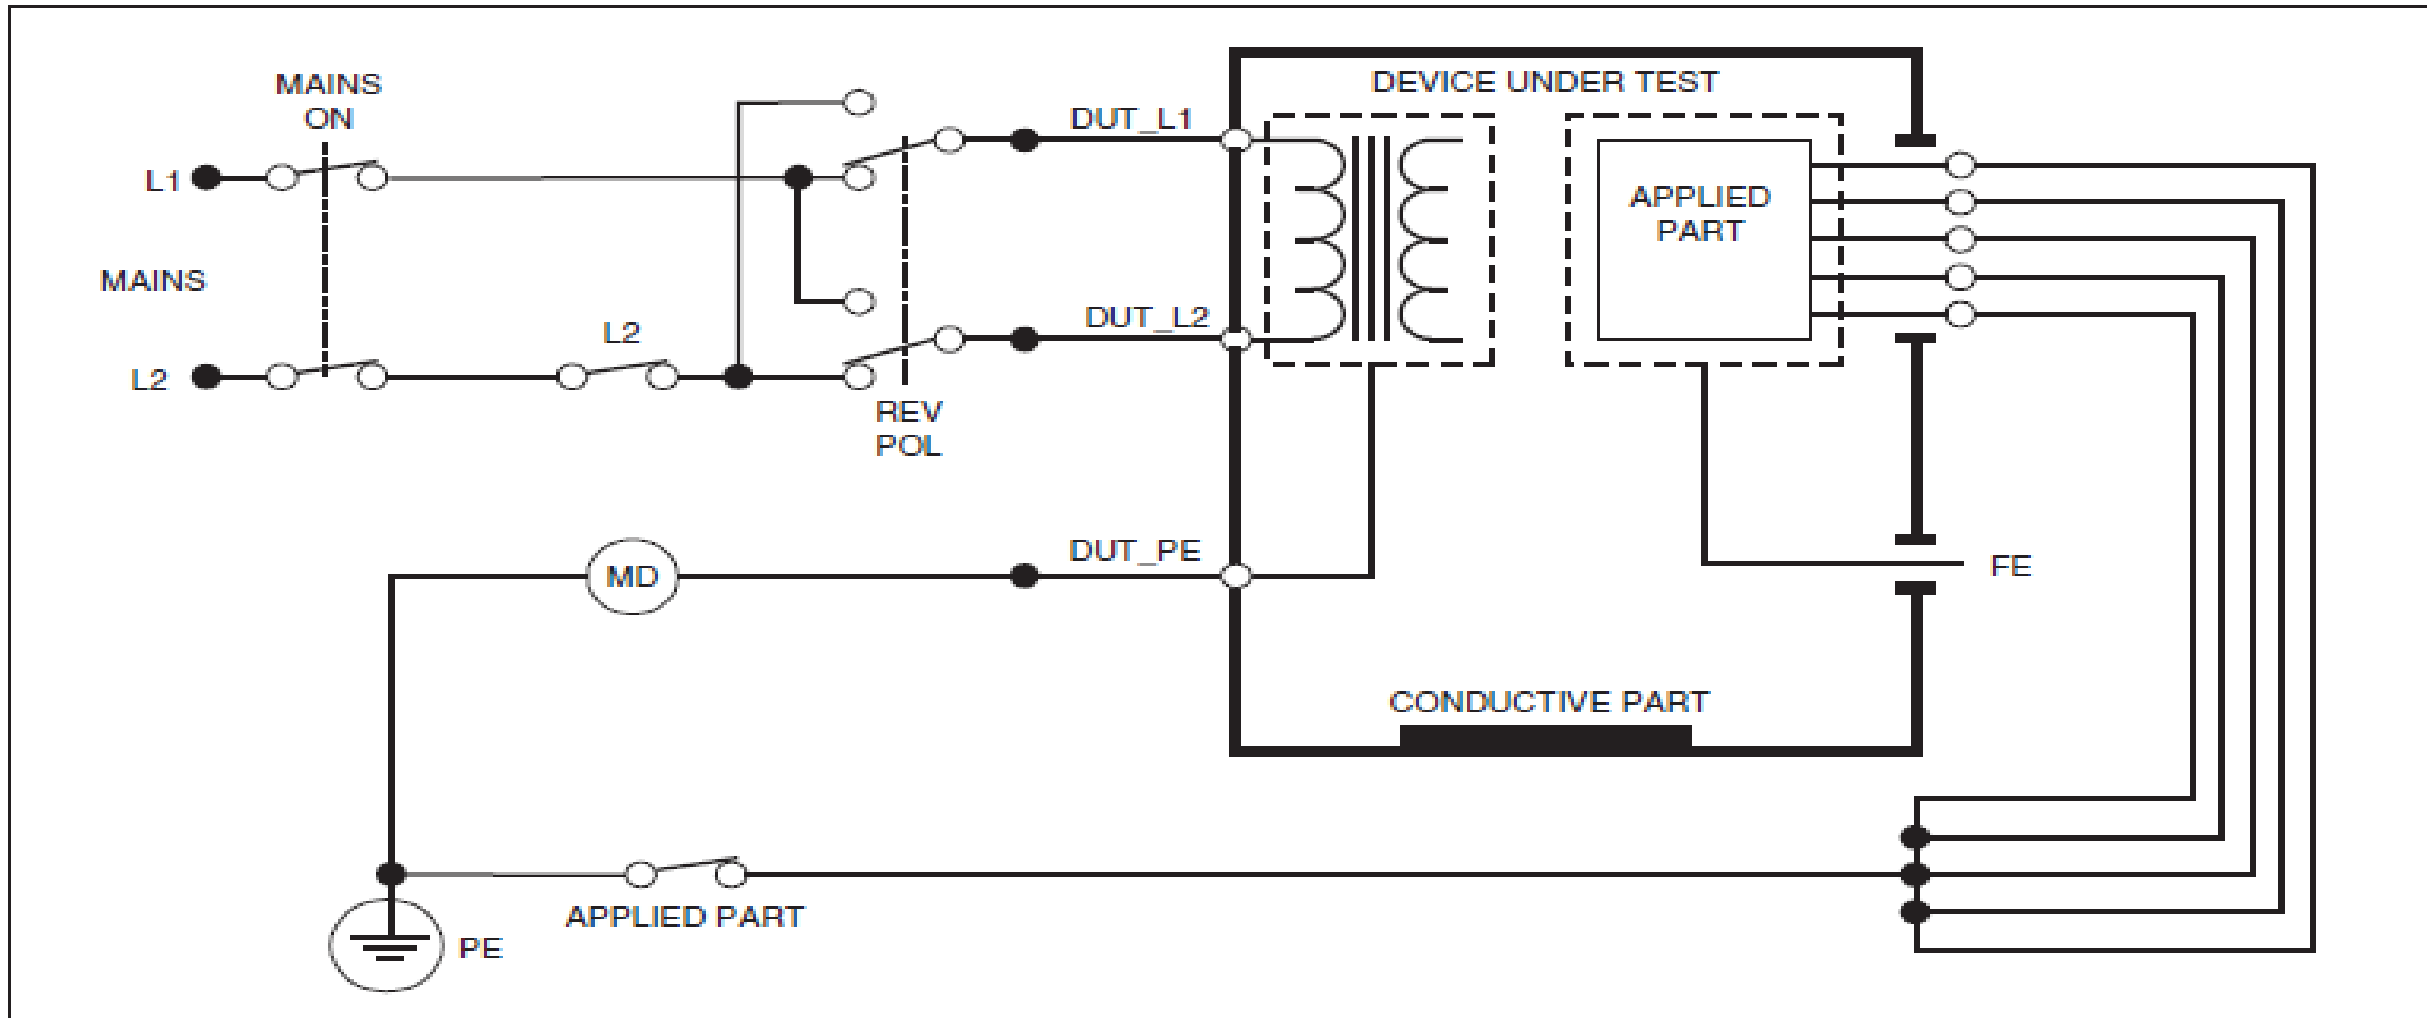 MAINS
ON
DEVICE UNDER TEST
DUT_L1
L1
APPLIED
PART
MAINS
DUT_L2
L2
L2
REV
POL
DUT_PE
MD
FE
CONDUCTIVE PART
APPLIED PART
PE